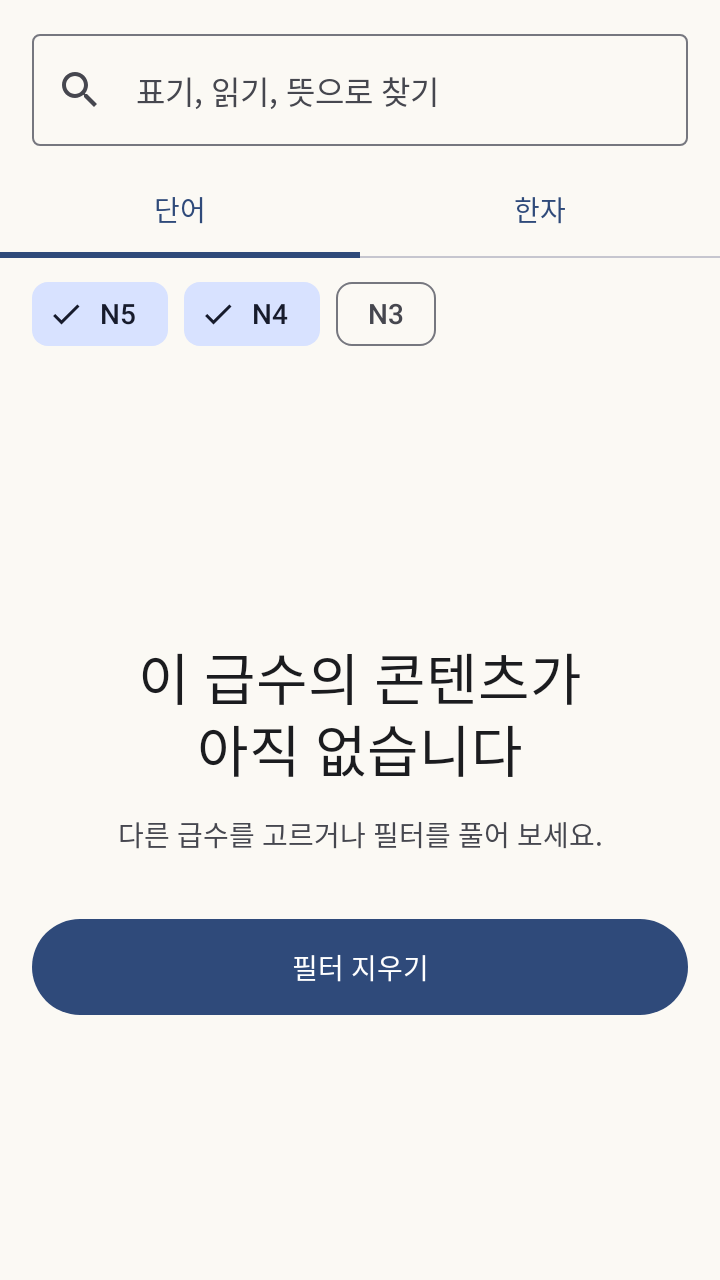 표기, 읽기, 뜻으로 찾기
단어 한자
N5 N4 N3
이 급수의 콘텐츠가
아직 없습니다
다른 급수를 고르거나 필터를 풀어 보세요.
필터 지우기